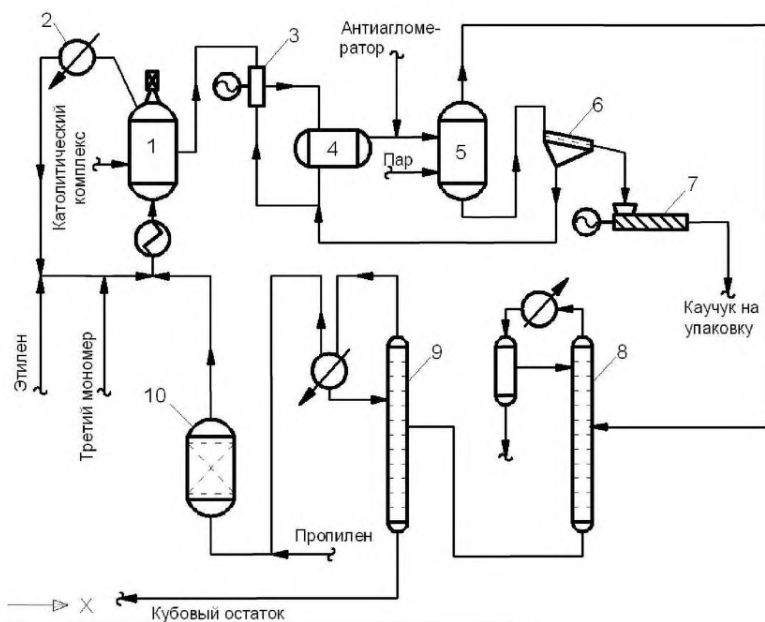 2
3
Антиагломе-
ратор
1
4
5
6
Католитический
комплекс
Пар
7
Каучук на
упаковку
Этилен
Третий мономер
10
9
8
Пропилен
X
Кубовый остаток